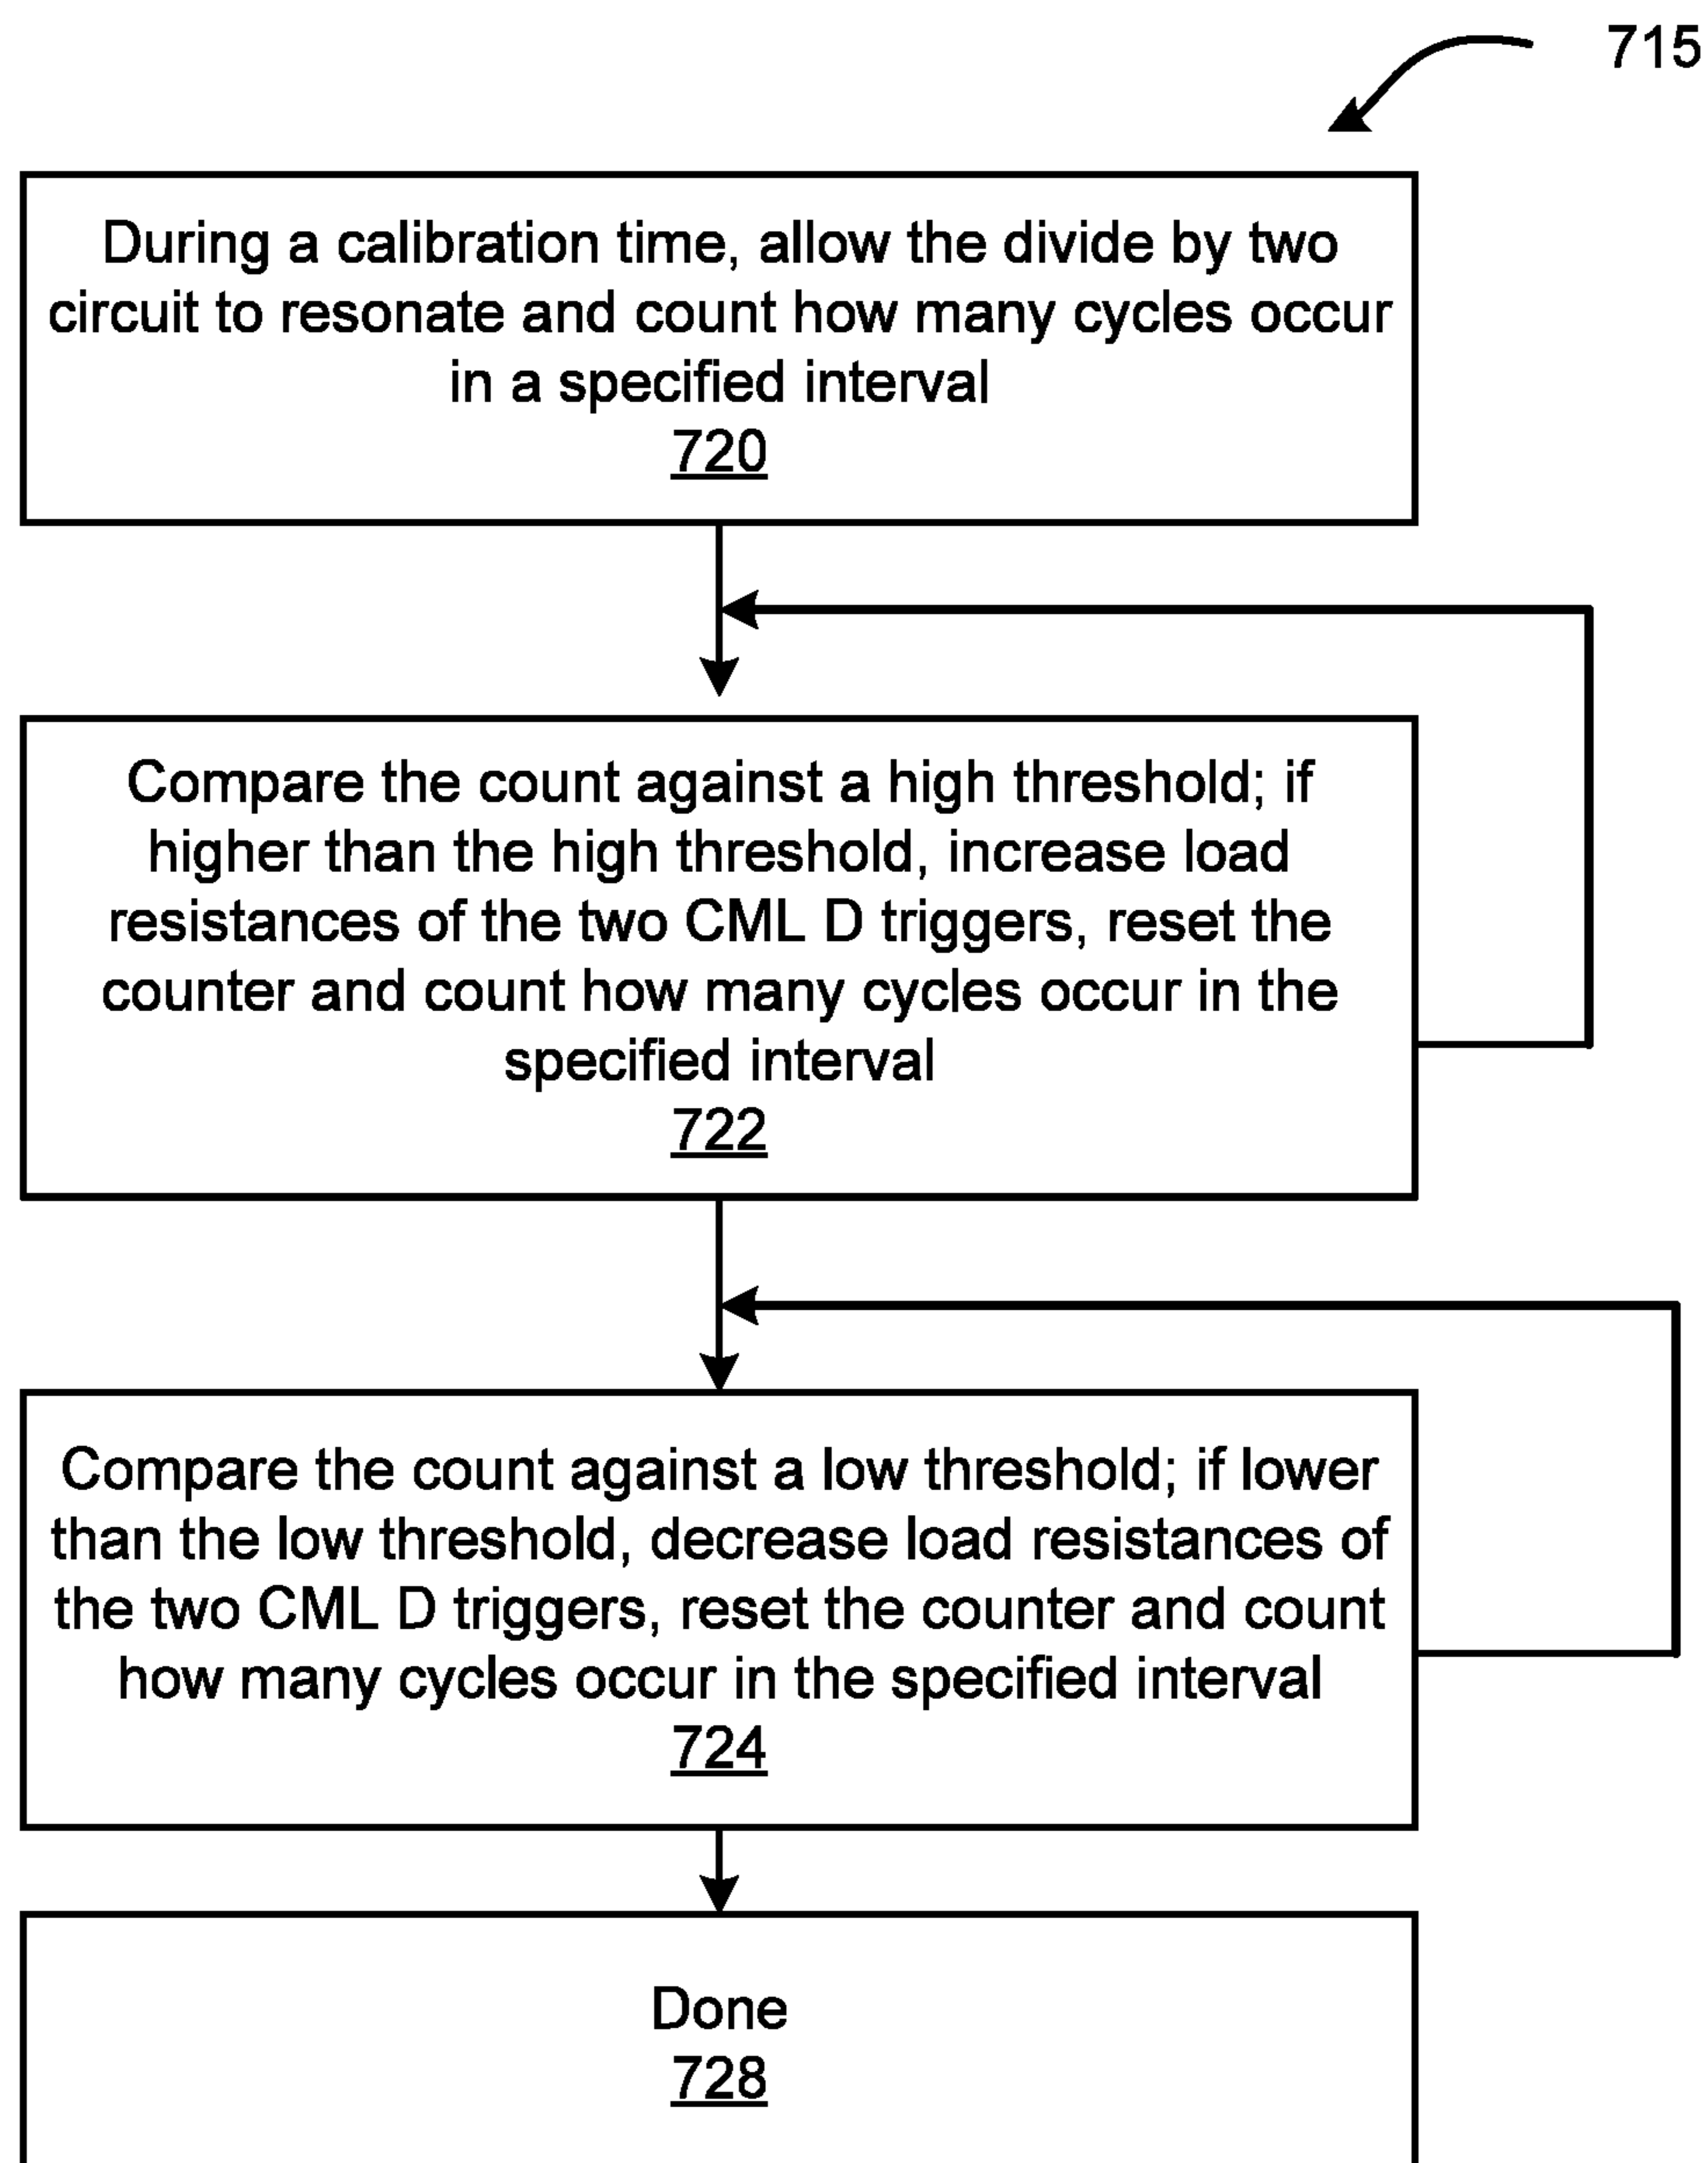 715
During a calibration time, allow the divide by two
circuit to resonate and count how many cycles occur
in a specified interval
720
Compare the count against a high threshold; if
higher than the high threshold, increase load
resistances of the two CML D triggers, reset the
counter and count how many cycles occur in the
specified interval
722
Compare the count against a low threshold; if lower
than the low threshold, decrease load resistances of
the two CML D triggers, reset the counter and count
how many cycles occur in the specified interval
724
Done
728